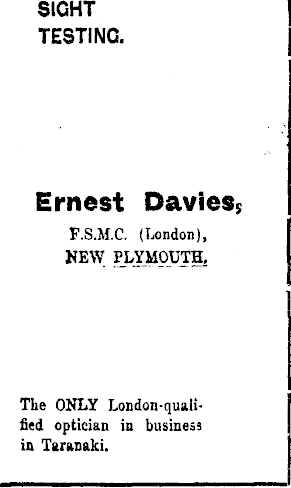 SIGHT
TESTING.
Ernest Davies,
F.S.M.C. (London),
NEW PLYMOUTH.
The ONLY London-quali-
fied optician in business
in Taranaki.